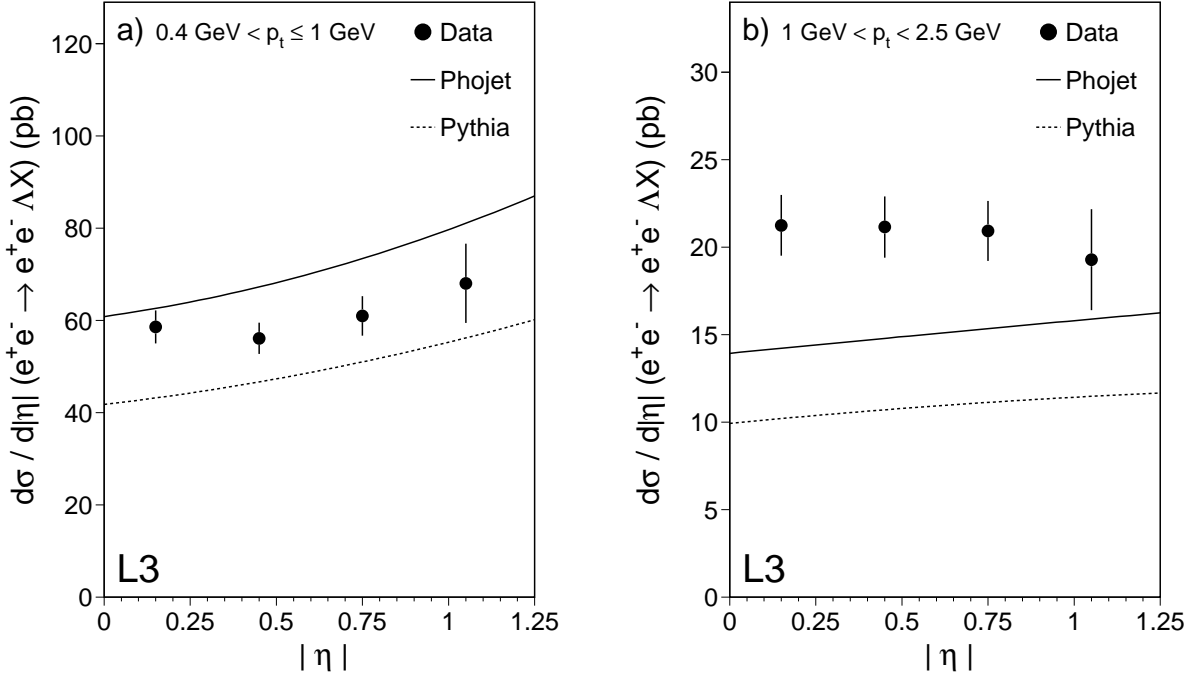 a) 0.4 GeV < pₜ ≤ 1 GeV
Data
Phojet
Pythia
dσ / d|η| (e⁺e⁻ → e⁺e⁻ ΛX) (pb)
120
100
80
60
40
20
0
L3
0 0.25 0.5 0.75 1 1.25
| η |
b) 1 GeV < pₜ < 2.5 GeV
Data
Phojet
Pythia
dσ / d|η| (e⁺e⁻ → e⁺e⁻ ΛX) (pb)
30
25
20
15
10
5
0
L3
0 0.25 0.5 0.75 1 1.25
| η |